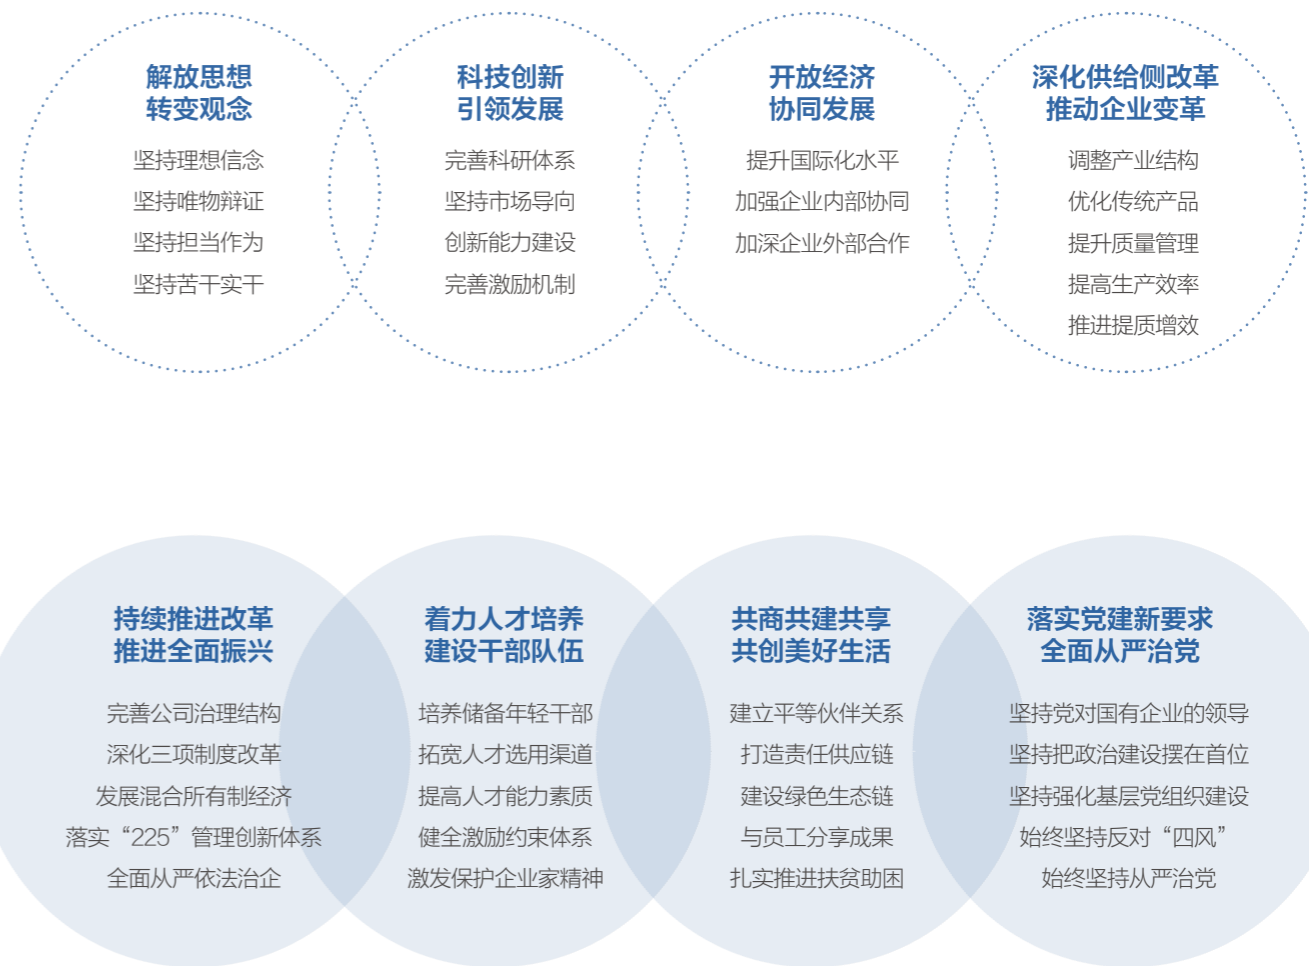 解放思想
转变观念
坚持理想信念
坚持唯物辩证
坚持担当作为
坚持苦干实干
科技创新
引领发展
完善科研体系
坚持市场导向
创新能力建设
完善激励机制
开放经济
协同发展
提升国际化水平
加强企业内部协同
加深企业外部合作
深化供给侧改革
推动企业变革
调整产业结构
优化传统产品
提升质量管理
提高生产效率
推进提质增效
持续推进改革
推进全面振兴
完善公司治理结构
深化三项制度改革
发展混合所有制经济
落实“225”管理创新体系
全面从严依法治企
着力人才培养
建设干部队伍
培养储备年轻干部
拓宽人才选用渠道
提高人才能力素质
健全激励约束体系
激发保护企业家精神
共商共建共享
共创美好生活
建立平等伙伴关系
打造责任供应链
建设绿色生态链
与员工分享成果
扎实推进扶贫助困
落实党建新要求
全面从严治党
坚持党对国有企业的领导
坚持把政治建设摆在首位
坚持强化基层党组织建设
始终坚持反对“四风”
始终坚持从严治党